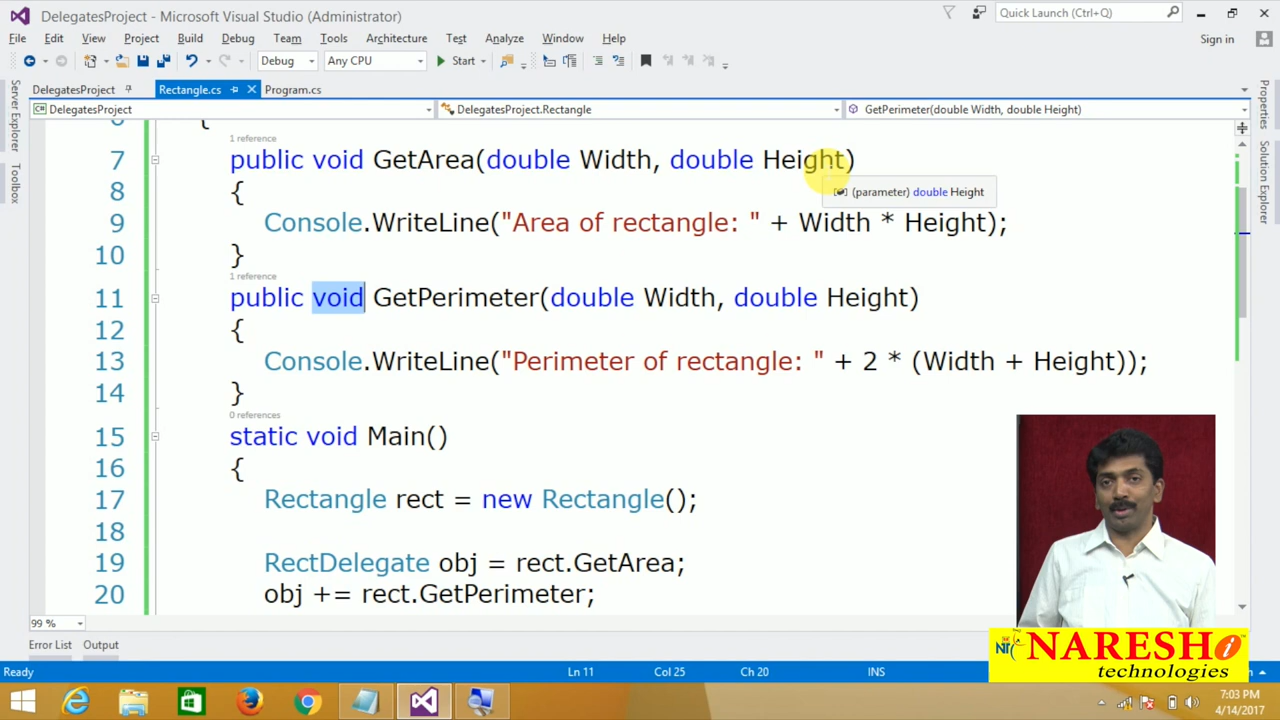 DelegatesProject - Microsoft Visual Studio (Administrator)
Quick Launch (Ctrl+Q)
File Edit View Project Build Debug Team Tools Architecture Test Analyze Window Help
Sign in
Debug Any CPU Start
DelegatesProject Rectangle.cs Program.cs
DelegatesProject DelegatesProject.Rectangle GetPerimeter(double Width, double Height)
Server Explorer
Toolbox
Properties
Solution Explorer
{
1 reference
7 public void GetArea(double Width, double Height)
8 {
(parameter) double Height
9 Console.WriteLine("Area of rectangle: " + Width * Height);
10 }
1 reference
11 public void GetPerimeter(double Width, double Height)
12 {
13 Console.WriteLine("Perimeter of rectangle: " + 2 * (Width + Height));
14 }
0 references
15 static void Main()
16 {
17 Rectangle rect = new Rectangle();
18
19 RectDelegate obj = rect.GetArea;
20 obj += rect.GetPerimeter;
99 %
Error List Output
Ready Ln 11 Col 25 Ch 20 INS
NARESH i
technologies
7:03 PM
4/14/2017